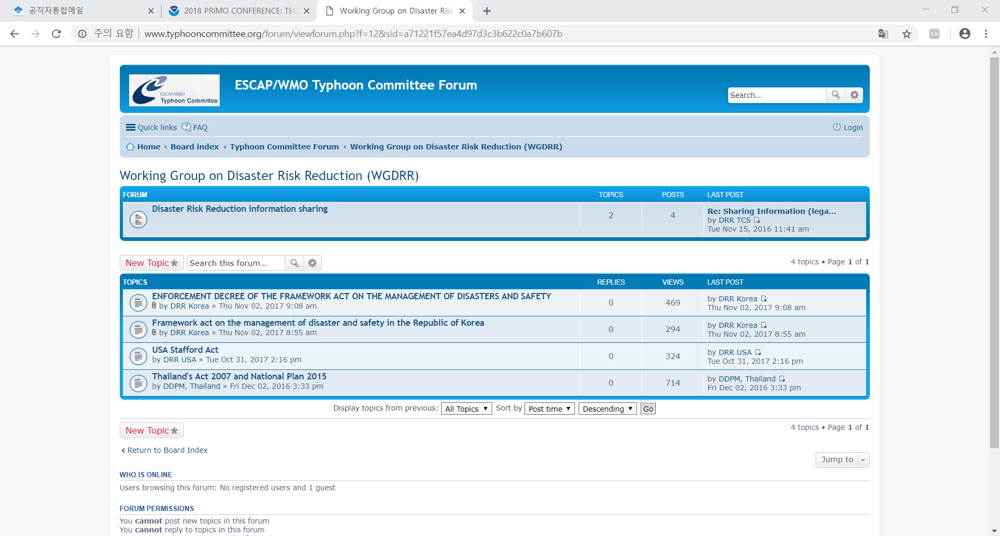 공직자통합메일
2018 PRiMO CONFERENCE: TEC
Working Group on Disaster Risk
주의 요함 | www.typhooncommittee.org/forum/viewforum.php?f=12&sid=a71221f57ea4d97d3c3b622c0a7b607b
EX
ESCAP/WMO
Typhoon Committee
ESCAP/WMO Typhoon Committee Forum
Search...
Quick links FAQ
Login
Home ‹ Board index ‹ Typhoon Committee Forum ‹ Working Group on Disaster Risk Reduction (WGDRR)
Working Group on Disaster Risk Reduction (WGDRR)
FORUM TOPICS POSTS LAST POST
Disaster Risk Reduction information sharing 2 4 Re: Sharing Information (lega...
by DRR TCS
Tue Nov 15, 2016 11:41 am
New Topic Search this forum... 4 topics • Page 1 of 1
TOPICS REPLIES VIEWS LAST POST
ENFORCEMENT DECREE OF THE FRAMEWORK ACT ON THE MANAGEMENT OF DISASTERS AND SAFETY
by DRR Korea » Thu Nov 02, 2017 9:08 am
0 469
by DRR Korea
Thu Nov 02, 2017 9:08 am
Framework act on the management of disaster and safety in the Republic of Korea
by DRR Korea » Thu Nov 02, 2017 8:55 am
0 294
by DRR Korea
Thu Nov 02, 2017 8:55 am
USA Stafford Act
by DRR USA » Tue Oct 31, 2017 2:16 pm
0 324
by DRR USA
Tue Oct 31, 2017 2:16 pm
Thailand's Act 2007 and National Plan 2015
by DDPM, Thailand » Fri Dec 02, 2016 3:33 pm
0 714
by DDPM, Thailand
Fri Dec 02, 2016 3:33 pm
Display topics from previous: All Topics Sort by Post time Descending Go
New Topic 4 topics • Page 1 of 1
Return to Board Index
Jump to
WHO IS ONLINE
Users browsing this forum: No registered users and 1 guest
FORUM PERMISSIONS
You cannot post new topics in this forum
You cannot reply to topics in this forum